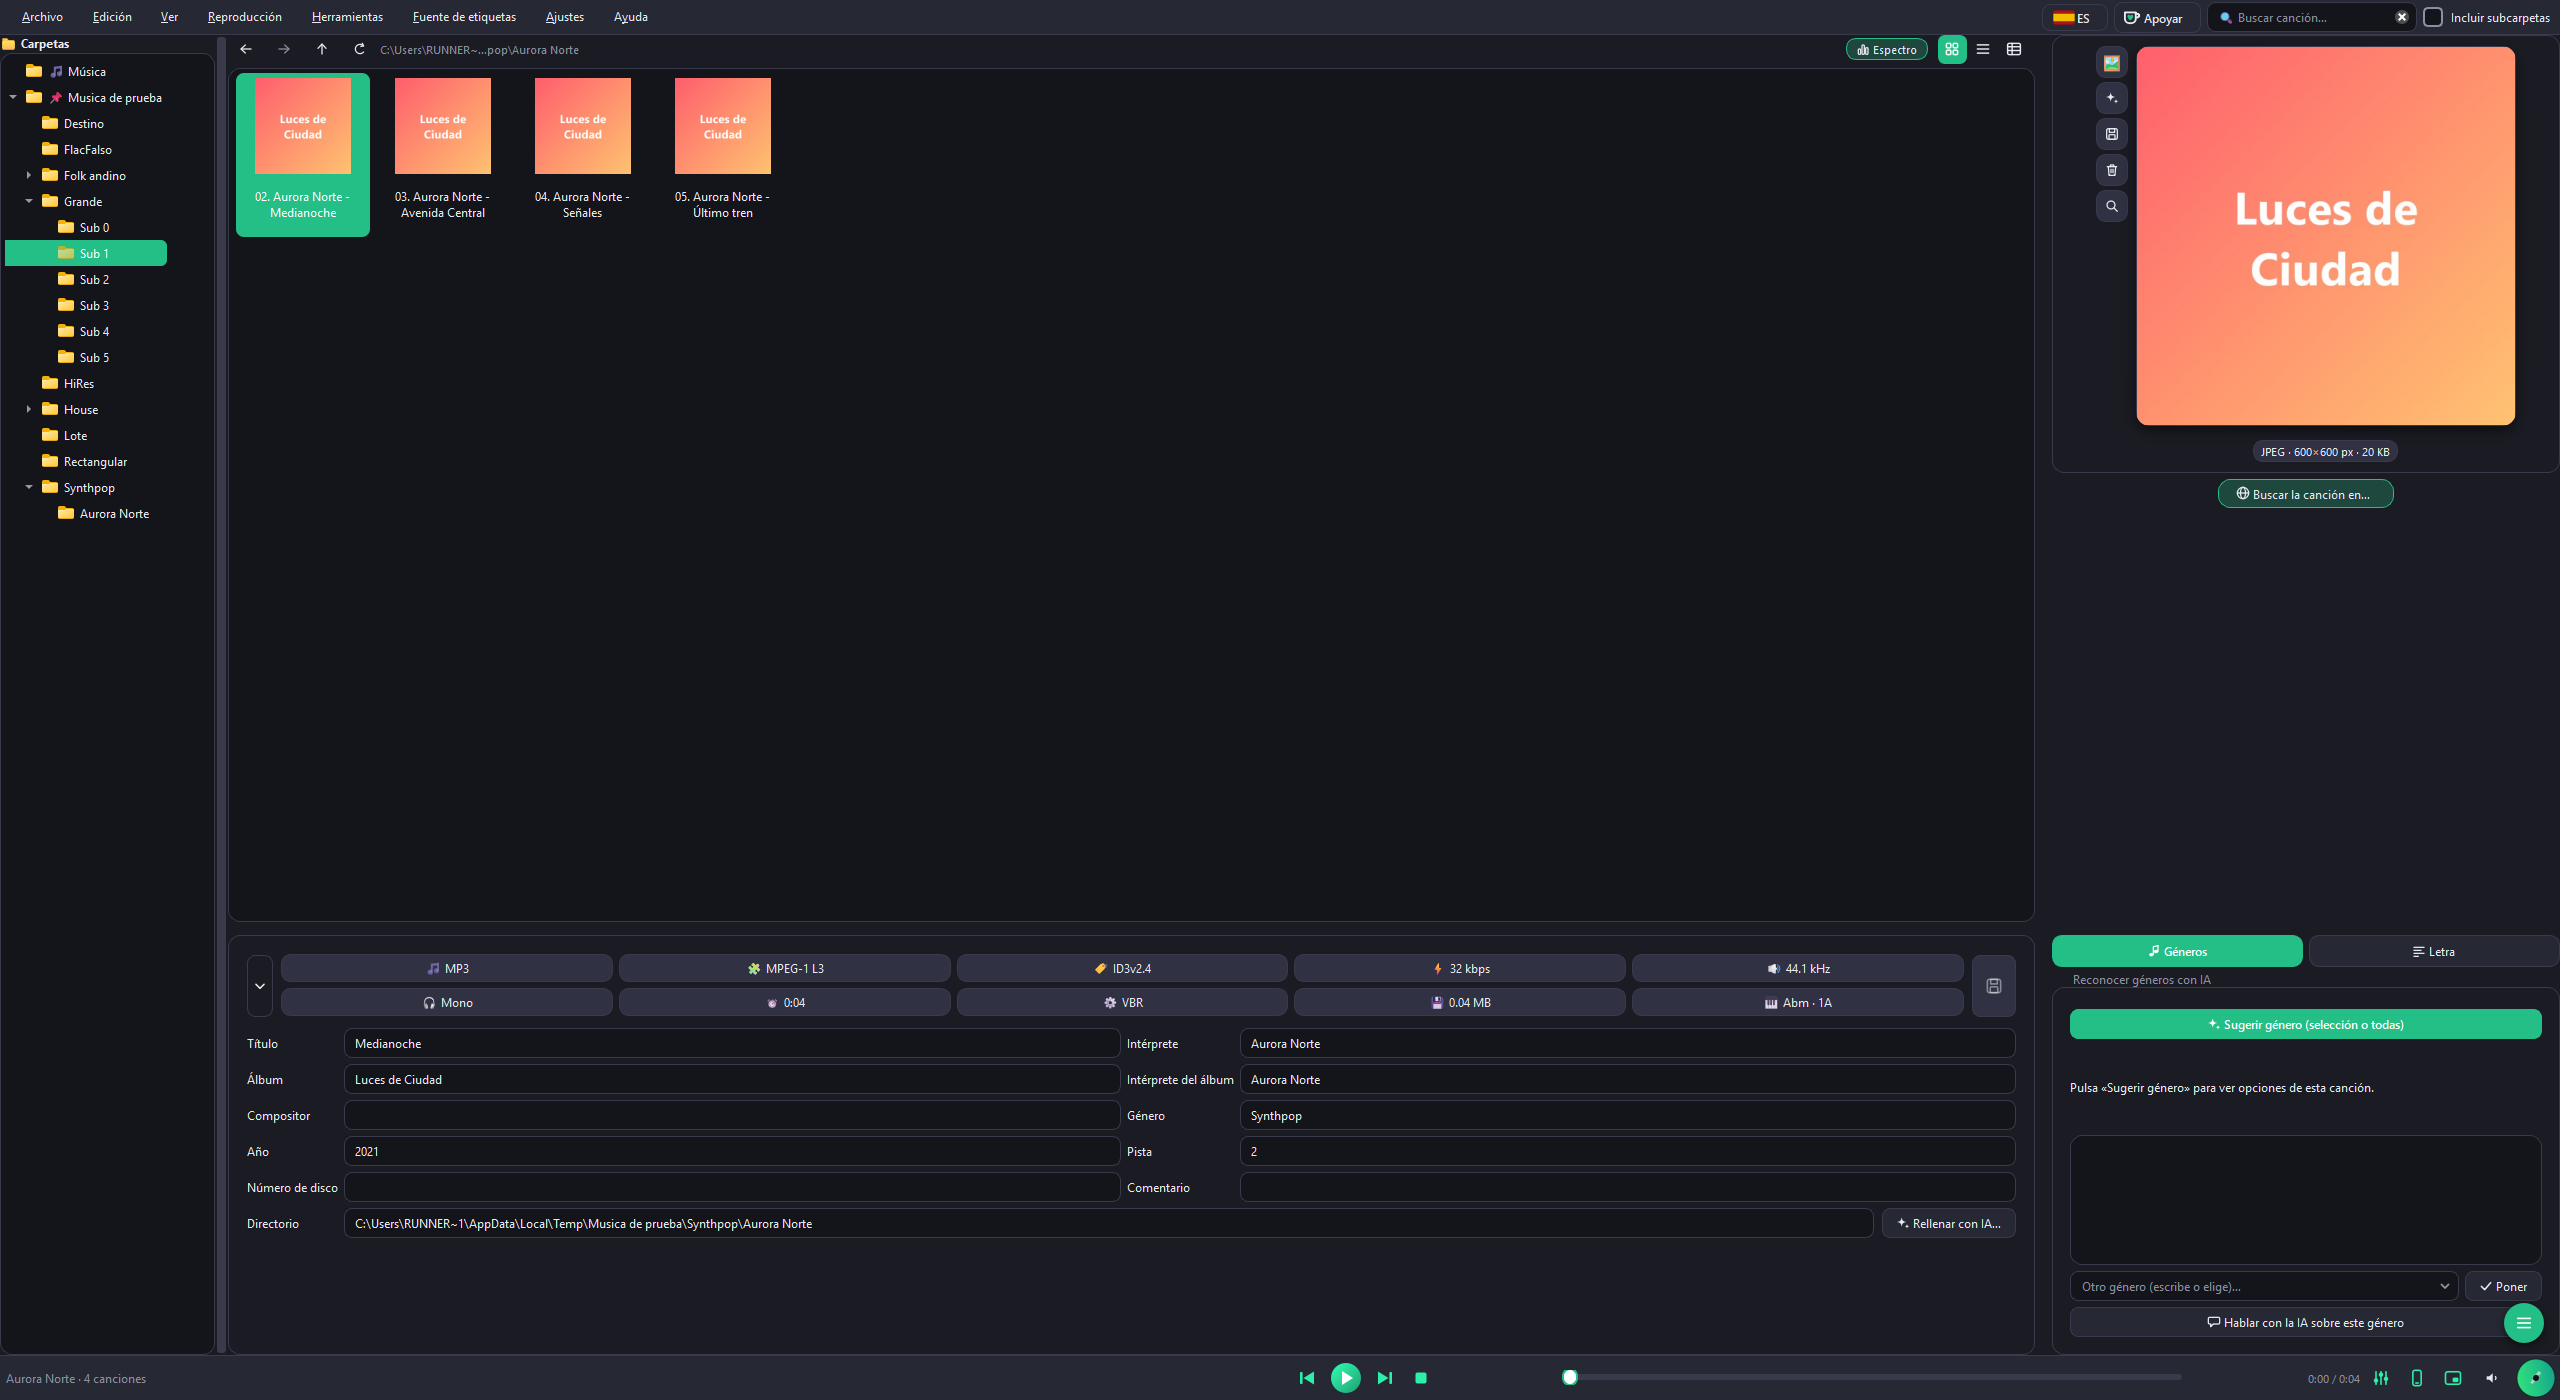 Archivo Edición Ver Reproducción Herramientas Fuente de etiquetas Ajustes Ayuda
ES Apoyar Buscar canción... Incluir subcarpetas
Carpetas
Música
Musica de prueba
Destino
FlacFalso
Folk andino
Grande
Sub 0
Sub 1
Sub 2
Sub 3
Sub 4
Sub 5
HiRes
House
Lote
Rectangular
Synthpop
Aurora Norte
C:\Users\RUNNER~...pop\Aurora Norte
Espectro
Luces de
Ciudad
02. Aurora Norte -
Medianoche
Luces de
Ciudad
03. Aurora Norte -
Avenida Central
Luces de
Ciudad
04. Aurora Norte -
Señales
Luces de
Ciudad
05. Aurora Norte -
Último tren
Luces de
Ciudad
JPEG · 600×600 px · 20 KB
Buscar la canción en...
MP3 MPEG-1 L3 ID3v2.4 32 kbps 44.1 kHz
Mono 0:04 VBR 0.04 MB Abm · 1A
Título Medianoche Intérprete Aurora Norte
Álbum Luces de Ciudad Intérprete del álbum Aurora Norte
Compositor Género Synthpop
Año 2021 Pista 2
Número de disco Comentario
Directorio C:\Users\RUNNER~1\AppData\Local\Temp\Musica de prueba\Synthpop\Aurora Norte Rellenar con IA...
Géneros Letra
Reconocer géneros con IA
Sugerir género (selección o todas)
Pulsa «Sugerir género» para ver opciones de esta canción.
Otro género (escribe o elige)... Poner
Hablar con la IA sobre este género
Aurora Norte · 4 canciones
0:00 / 0:04